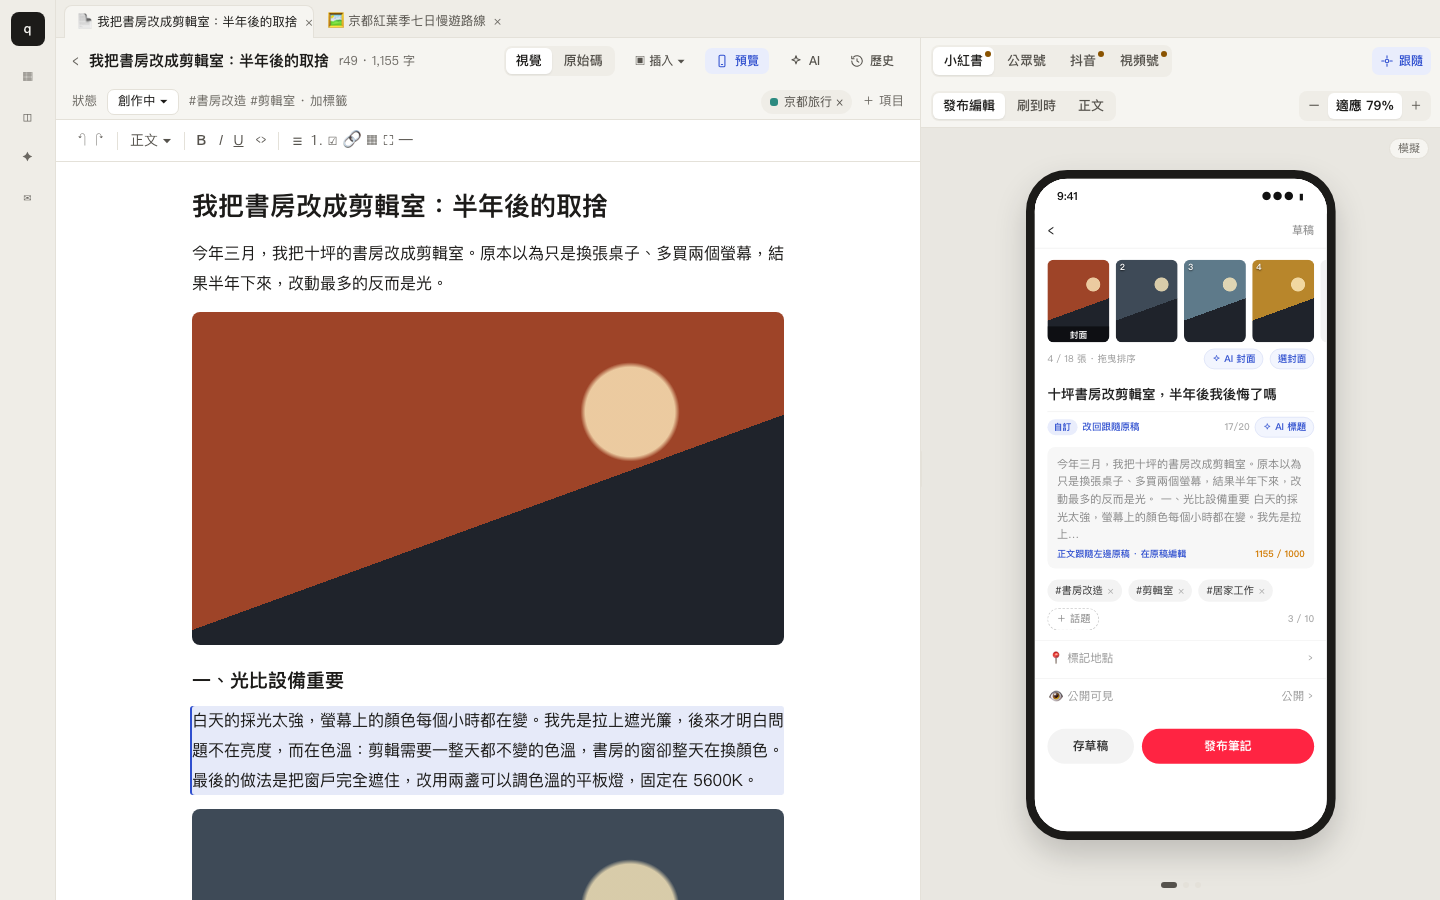 q
我把書房改成剪輯室：半年後的取捨 ×
京都紅葉季七日慢遊路線 ×
< 我把書房改成剪輯室：半年後的取捨 r49 · 1,155 字
視覺 原始碼 插入 預覽 AI 歷史
狀態 創作中 #書房改造 #剪輯室 · 加標籤
京都旅行 × + 項目
正文 B I U <> 1.
我把書房改成剪輯室：半年後的取捨
今年三月，我把十坪的書房改成剪輯室。原本以為只是換張桌子、多買兩個螢幕，結
果半年下來，改動最多的反而是光。
一、光比設備重要
白天的採光太強，螢幕上的顏色每個小時都在變。我先是拉上遮光簾，後來才明白問
題不在亮度，而在色溫：剪輯需要一整天都不變的色溫，書房的窗卻整天在換顏色。
最後的做法是把窗戶完全遮住，改用兩盞可以調色溫的平板燈，固定在 5600K。
小紅書 公眾號 抖音 視頻號
跟隨
發布編輯 刷到時 正文
− 適應 79% +
模擬
9:41
< 草稿
2 3 4
封面
4 / 18 張 · 拖曳排序 AI 封面 選封面
十坪書房改剪輯室，半年後我後悔了嗎
自訂 改回跟隨原稿 17/20 AI 標題
今年三月，我把十坪的書房改成剪輯室。原本以為
只是換張桌子、多買兩個螢幕，結果半年下來，改
動最多的反而是光。 一、光比設備重要 白天的採
光太強，螢幕上的顏色每個小時都在變。我先是拉
上…
正文跟隨左邊原稿 · 在原稿編輯 1155 / 1000
#書房改造 × #剪輯室 × #居家工作 ×
+ 話題 3 / 10
標記地點 >
公開可見 公開 >
存草稿 發布筆記